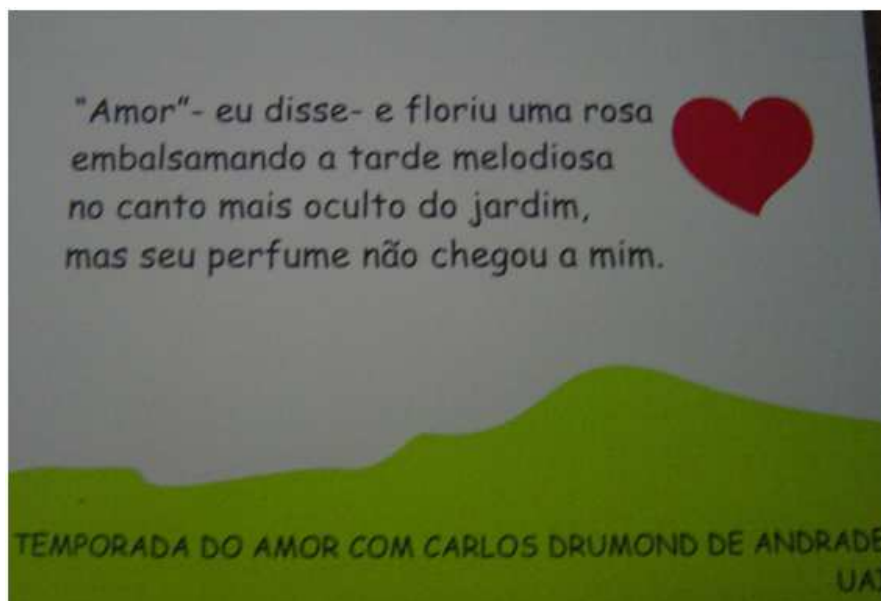 "Amor"- eu disse- e floriu uma rosa
embalsamando a tarde melodiosa
no canto mais oculto do jardim,
mas seu perfume não chegou a mim.
TEMPORADA DO AMOR COM CARLOS DRUMOND DE ANDRADE
UAI